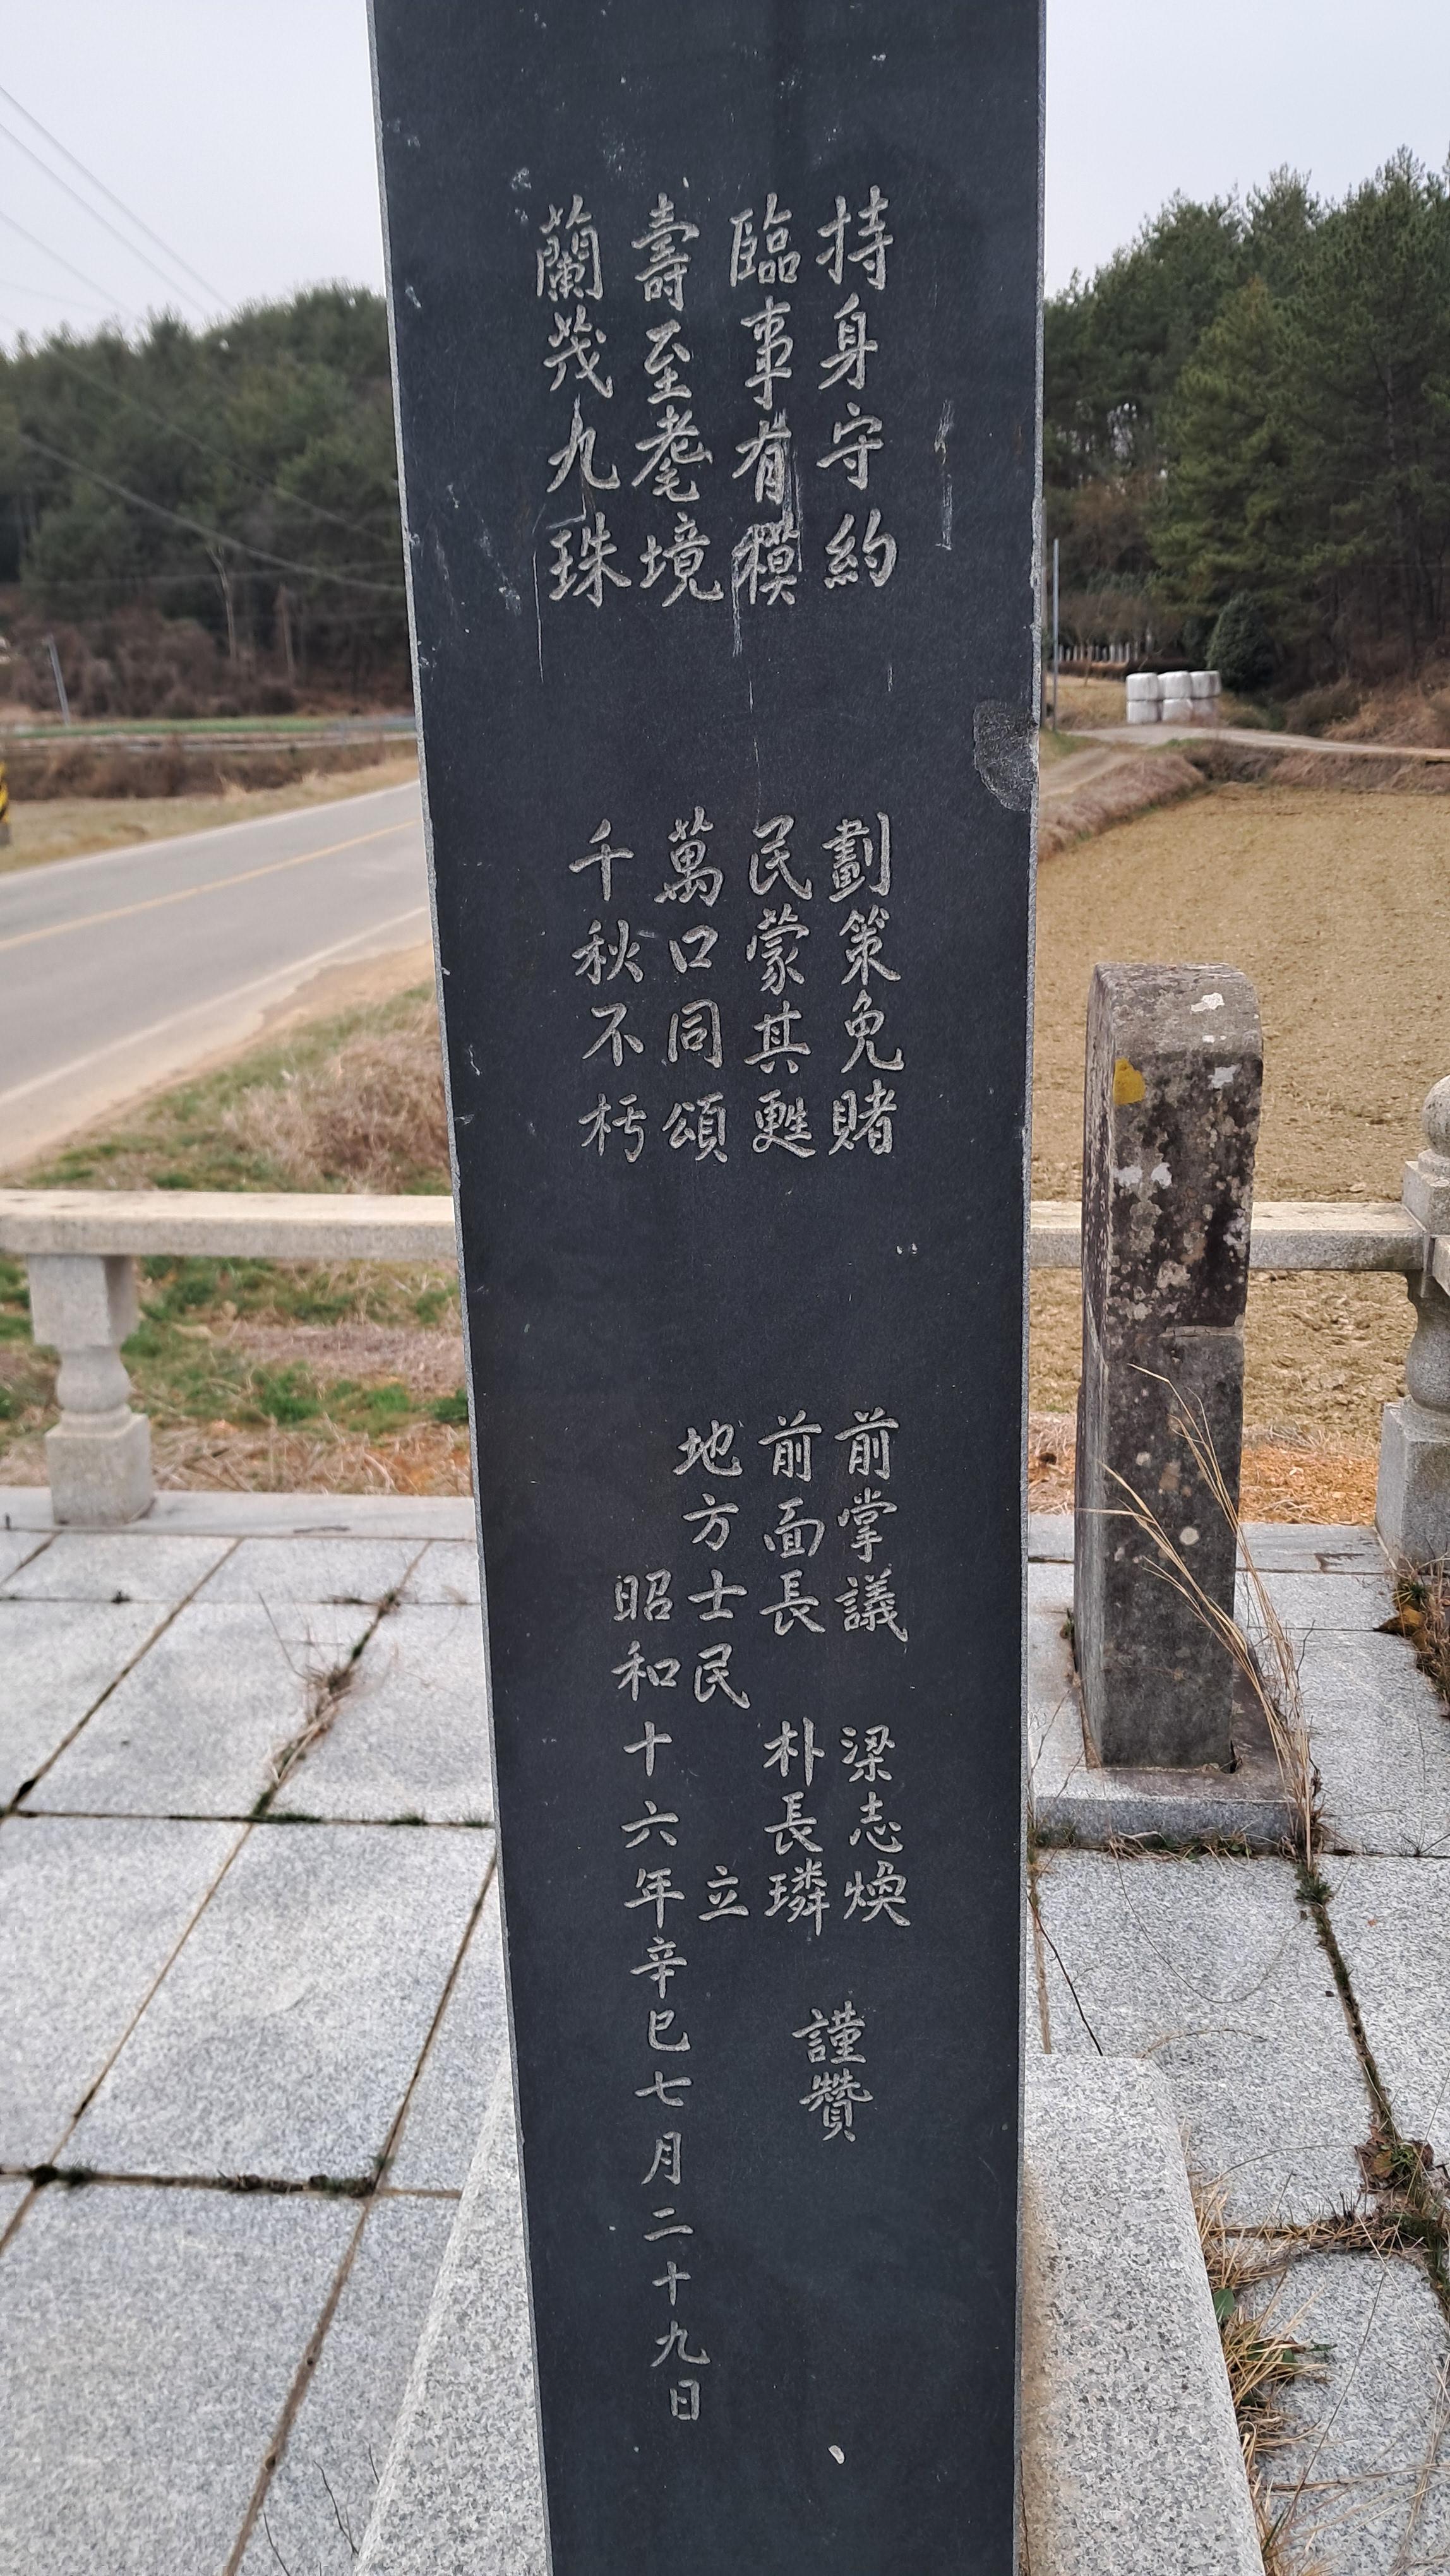 持身守約
臨事有模
壽至耄境
蘭茂九珠
劃策免賭
民蒙其甦
萬口同頌
千秋不朽
前掌議 梁志煥
前面長 朴長璘
謹贊
地方士民 立
昭和十六年辛巳七月二十九日